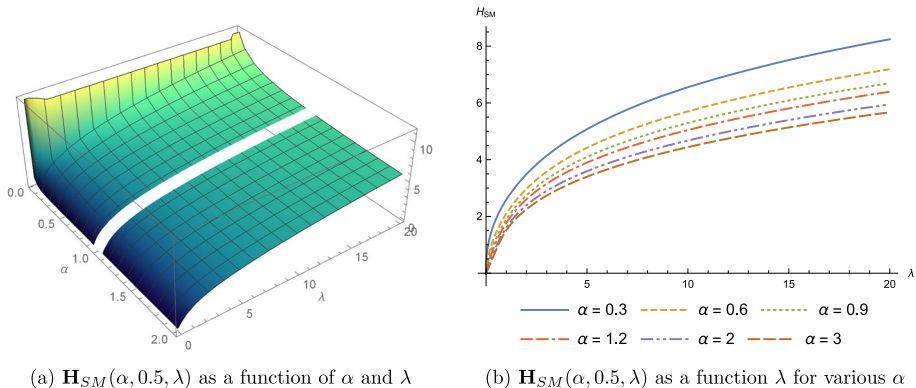 0.0
0.5
1.0
1.5
2.0
α
0
5
10
15
20
λ
0
5
10
H_SM
8
6
4
2
5
10
15
20
λ
α = 0.3
α = 0.6
α = 0.9
α = 1.2
α = 2
α = 3
(a) H_SM(α, 0.5, λ) as a function of α and λ
(b) H_SM(α, 0.5, λ) as a function λ for various α